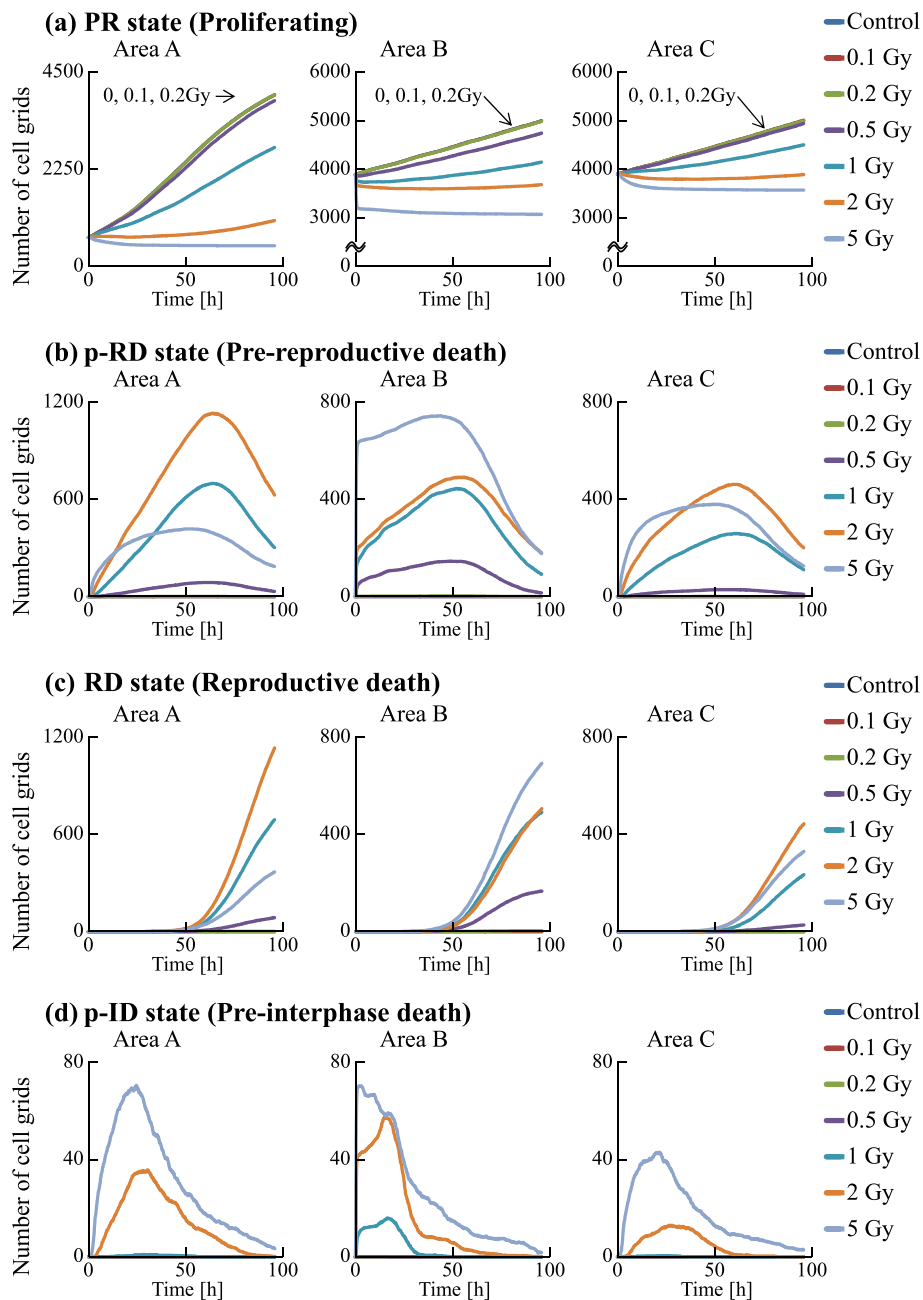 (a) PR state (Proliferating)
Area A
Area B
Area C
Number of cell grids
4500
2250
0
0, 0.1, 0.2Gy
0
50
100
Time [h]
6000
5000
4000
3000
0
0, 0.1, 0.2Gy
0
50
100
Time [h]
6000
5000
4000
3000
0
0, 0.1, 0.2Gy
0
50
100
Time [h]
Control
0.1 Gy
0.2 Gy
0.5 Gy
1 Gy
2 Gy
5 Gy
(b) p-RD state (Pre-reproductive death)
Area A
Area B
Area C
Number of cell grids
1200
600
0
0
50
100
Time [h]
800
400
0
0
50
100
Time [h]
800
400
0
0
50
100
Time [h]
Control
0.1 Gy
0.2 Gy
0.5 Gy
1 Gy
2 Gy
5 Gy
(c) RD state (Reproductive death)
Area A
Area B
Area C
Number of cell grids
1200
600
0
0
50
100
Time [h]
800
400
0
0
50
100
Time [h]
800
400
0
0
50
100
Time [h]
Control
0.1 Gy
0.2 Gy
0.5 Gy
1 Gy
2 Gy
5 Gy
(d) p-ID state (Pre-interphase death)
Area A
Area B
Area C
Number of cell grids
80
40
0
0
50
100
Time [h]
80
40
0
0
50
100
Time [h]
80
40
0
0
50
100
Time [h]
Control
0.1 Gy
0.2 Gy
0.5 Gy
1 Gy
2 Gy
5 Gy